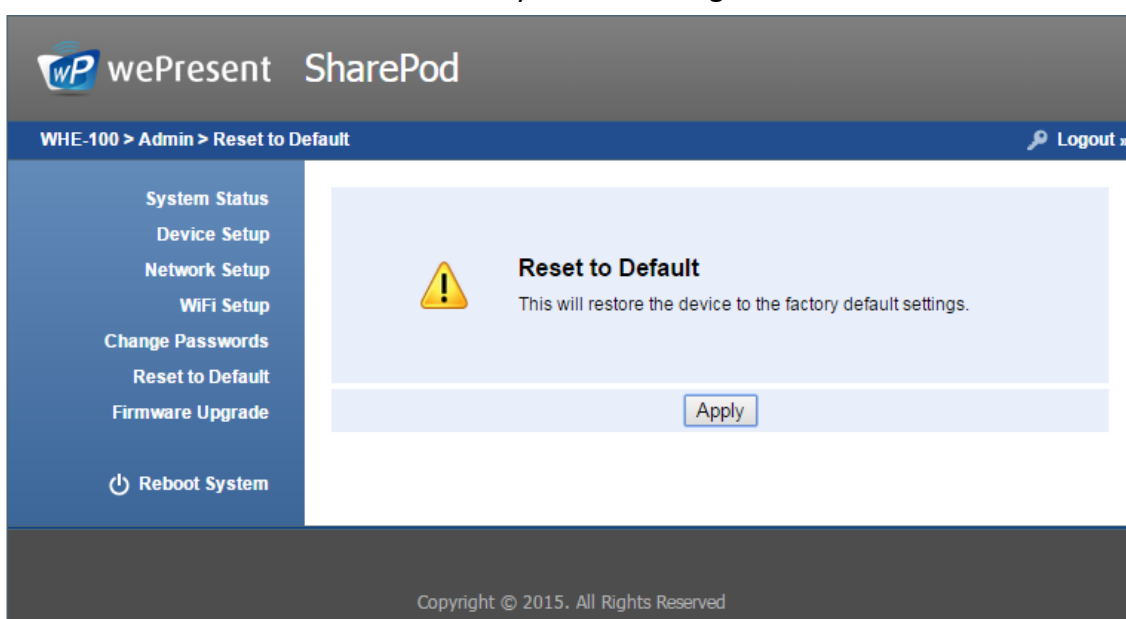 wP wePresent SharePod
WHE-100 > Admin > Reset to Default
Logout »
System Status
Device Setup
Network Setup
WiFi Setup
Change Passwords
Reset to Default
Firmware Upgrade
Reboot System
Reset to Default
This will restore the device to the factory default settings.
Apply
Copyright © 2015. All Rights Reserved